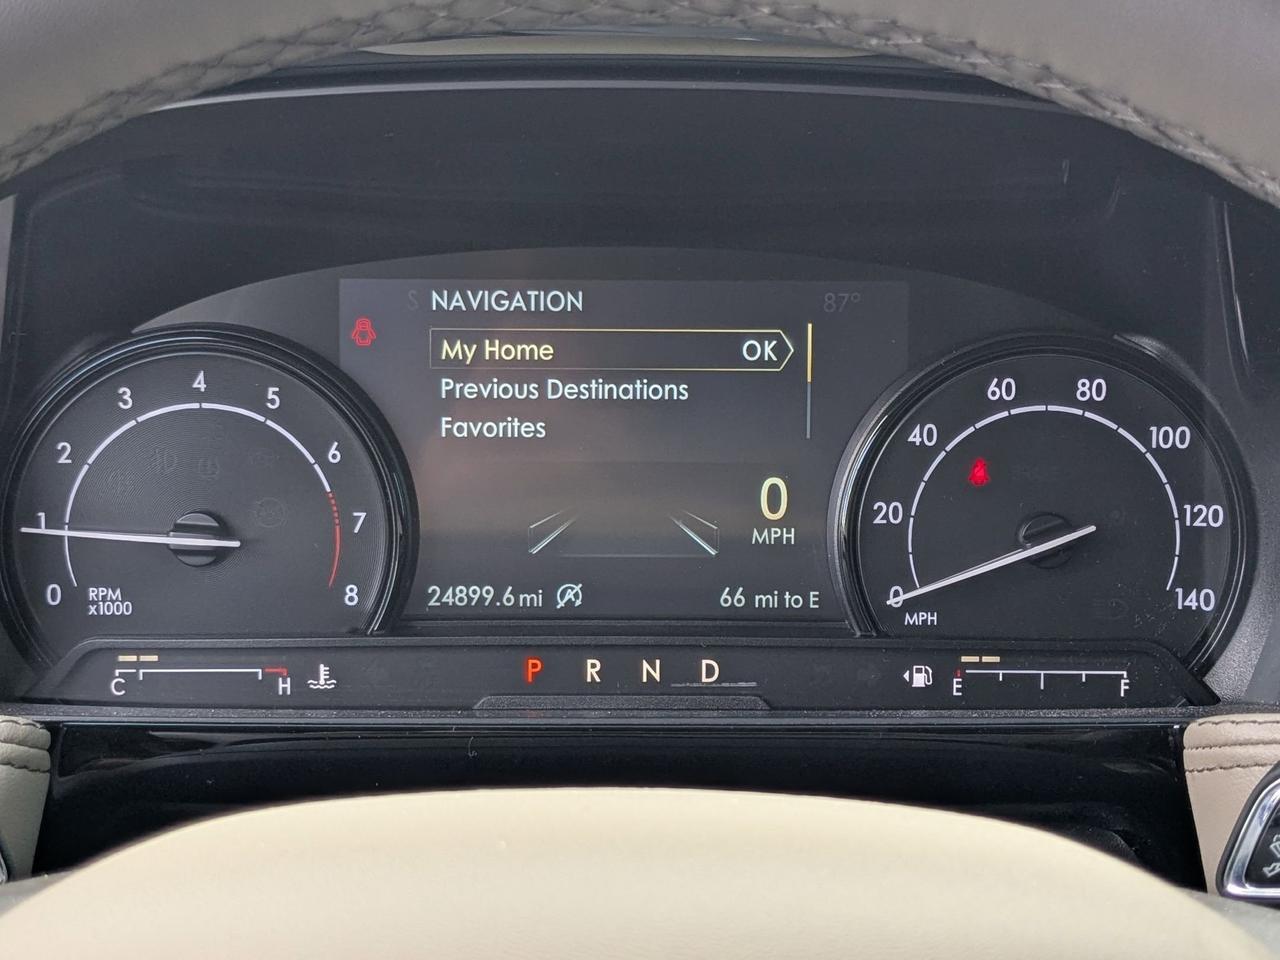 S NAVIGATION 87°
My Home OK
Previous Destinations
Favorites
0
MPH
24899.6 mi 66 mi to E
0 1 2 3 4 5 6 7 8
RPM
x1000
0 20 40 60 80 100 120 140
MPH
C H
P R N D
E F